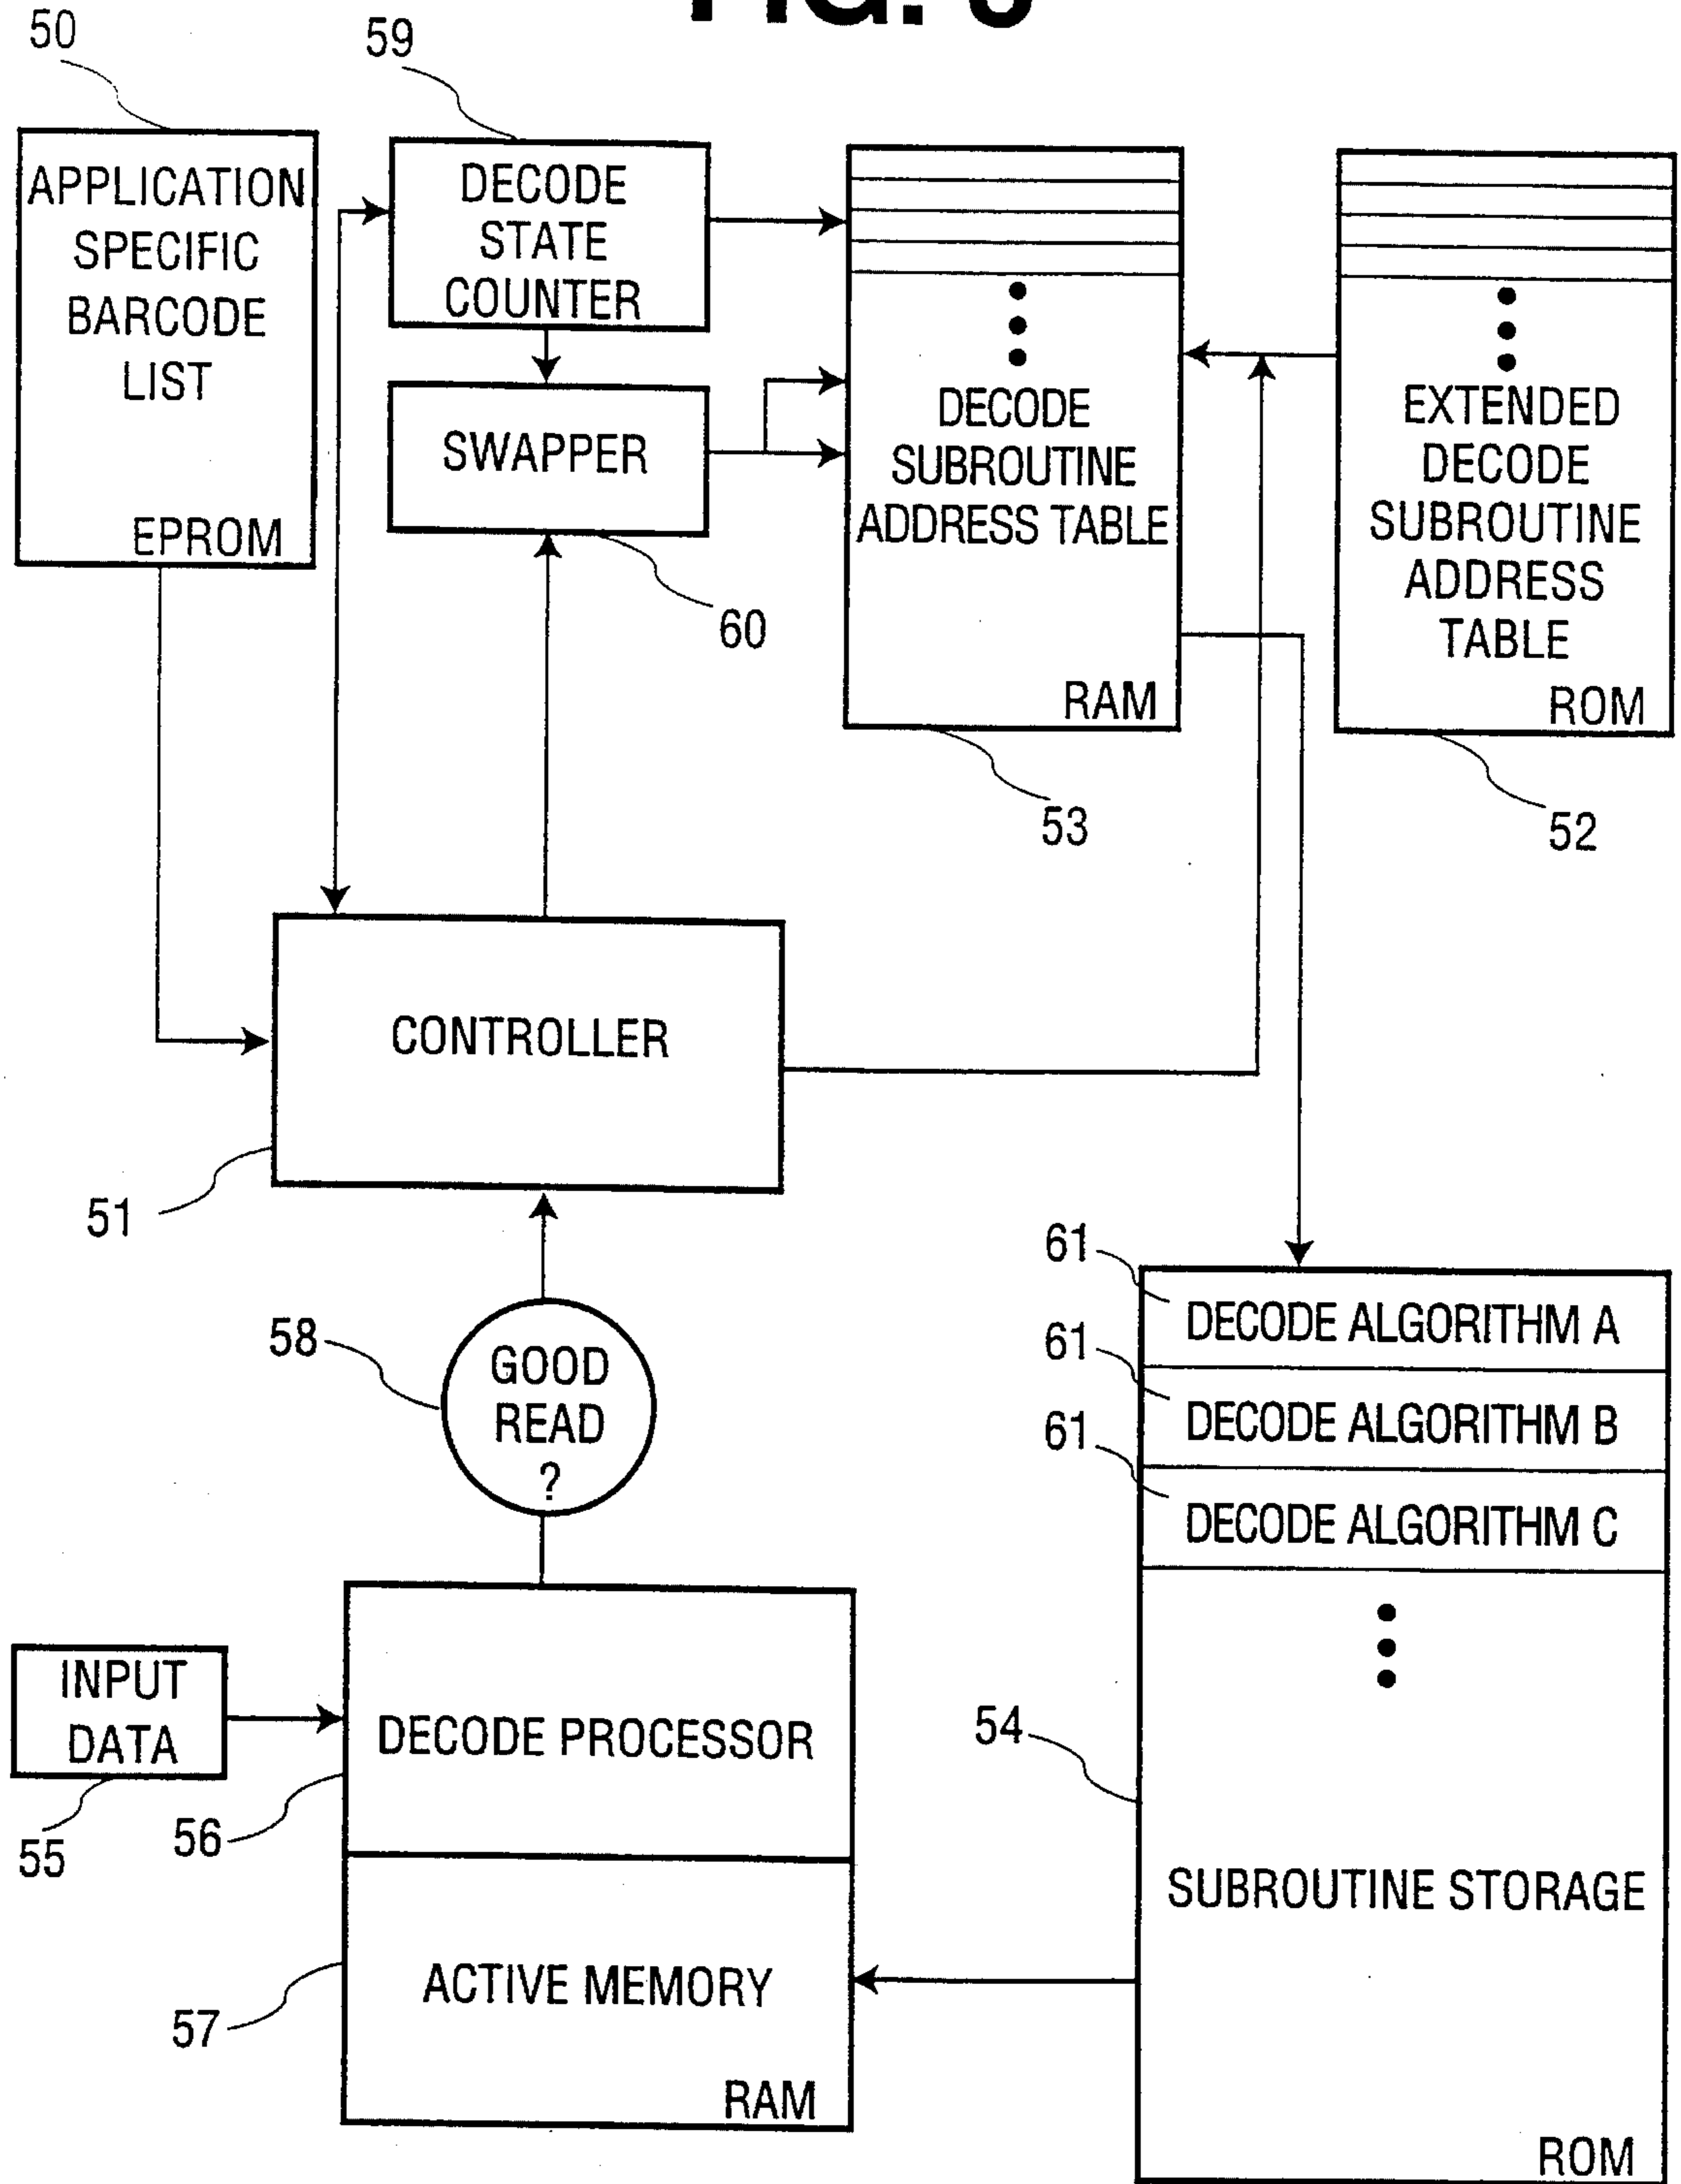 50
59
APPLICATION
SPECIFIC
BARCODE
LIST
EPROM
DECODE
STATE
COUNTER
SWAPPER
60
DECODE
SUBROUTINE
ADDRESS TABLE
RAM
53
EXTENDED
DECODE
SUBROUTINE
ADDRESS
TABLE
ROM
52
CONTROLLER
51
58
GOOD
READ
?
61
DECODE ALGORITHM A
61
DECODE ALGORITHM B
61
DECODE ALGORITHM C
INPUT
DATA
55
DECODE PROCESSOR
56
54
SUBROUTINE STORAGE
ACTIVE MEMORY
57
RAM
ROM